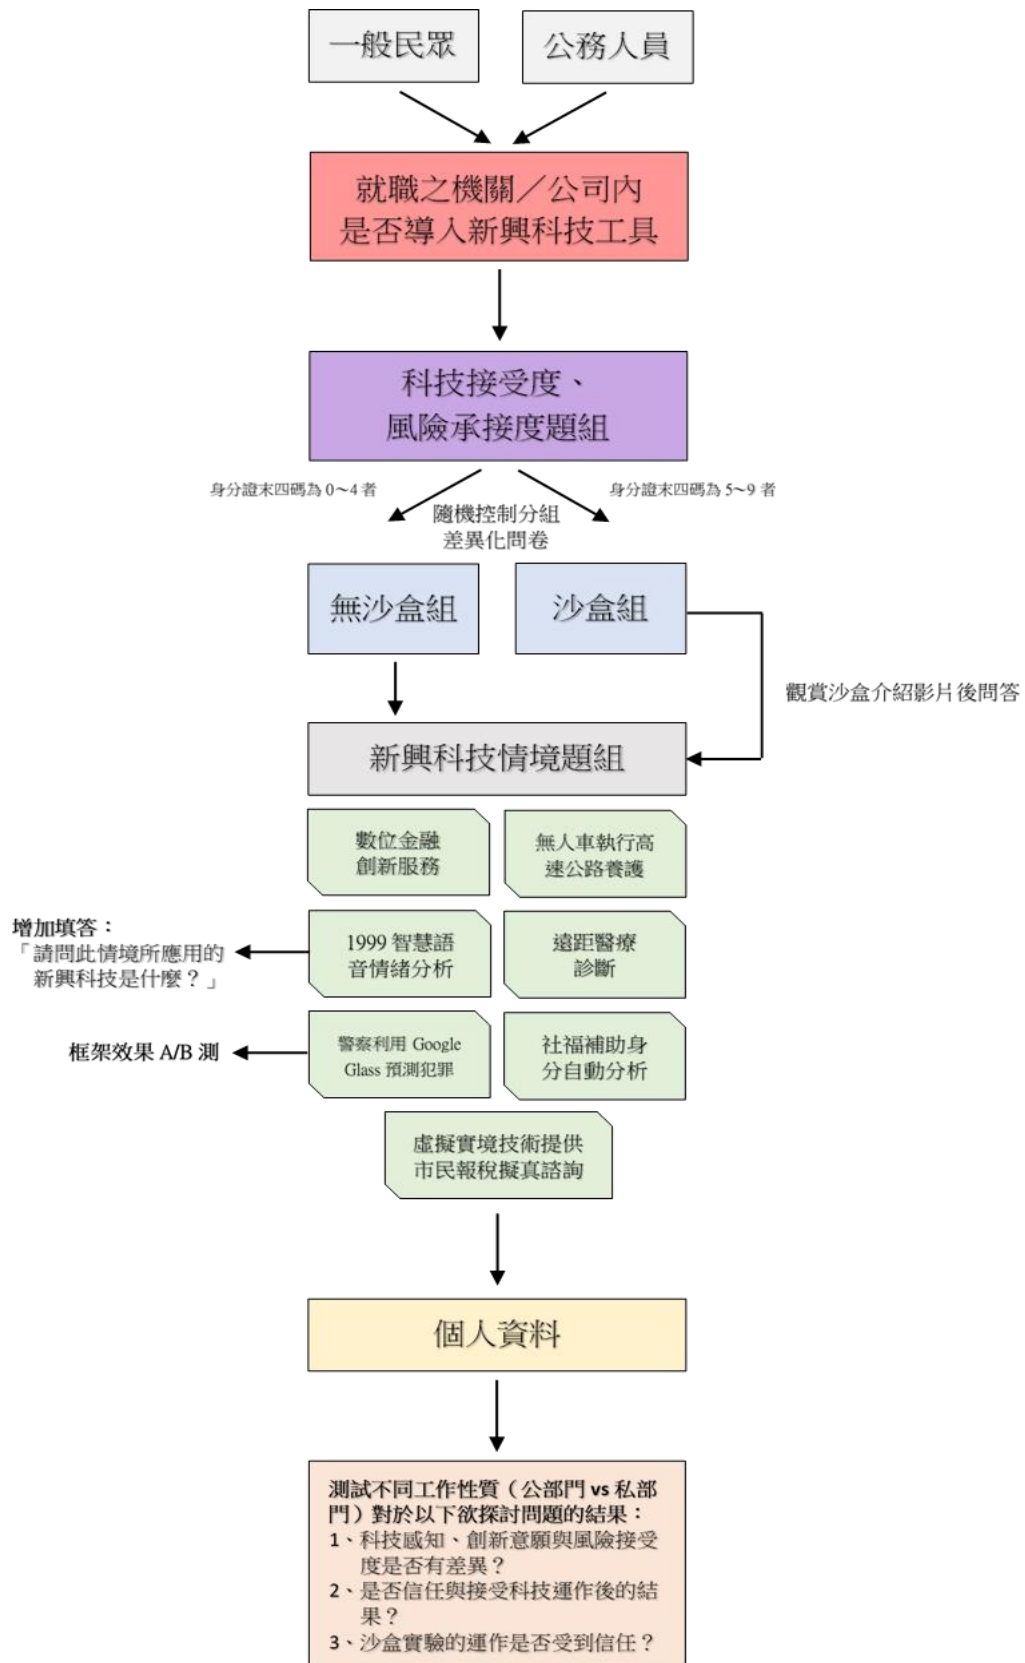 一般民眾
公務人員
就職之機關／公司內
是否導入新興科技工具
科技接受度、
風險承接度題組
身分證末四碼為 0～4 者
身分證末四碼為 5～9 者
隨機控制分組
差異化問卷
無沙盒組
沙盒組
觀賞沙盒介紹影片後問答
新興科技情境題組
數位金融
創新服務
無人車執行高
速公路養護
增加填答：
「請問此情境所應用的
新興科技是什麼？」
1999 智慧語
音情緒分析
遠距醫療
診斷
框架效果 A/B 測
警察利用 Google
Glass 預測犯罪
社福補助身
分自動分析
虛擬實境技術提供
市民報稅擬真諮詢
個人資料
測試不同工作性質（公部門 vs 私部
門）對於以下欲探討問題的結果：
1、科技感知、創新意願與風險接受
度是否有差異？
2、是否信任與接受科技運作後的結
果？
3、沙盒實驗的運作是否受到信任？